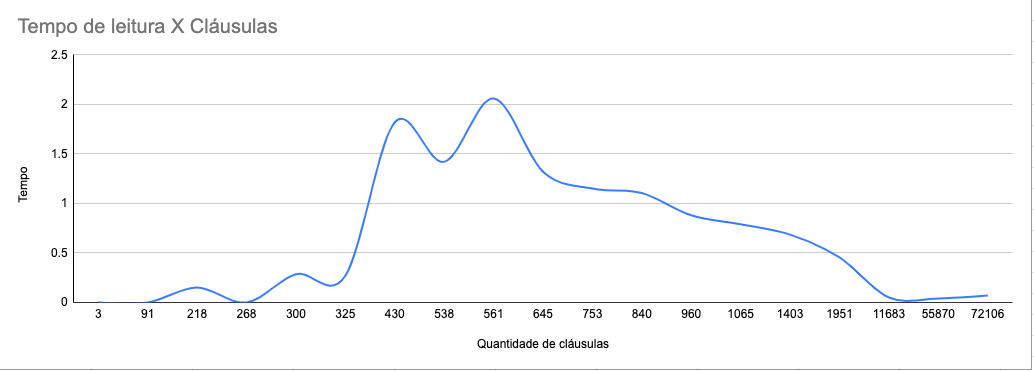 Tempo de leitura X Cláusulas
2.5
2
1.5
1
0.5
0
Tempo
3 91 218 268 300 325 430 538 561 645 753 840 960 1065 1403 1951 11683 55870 72106
Quantidade de cláusulas